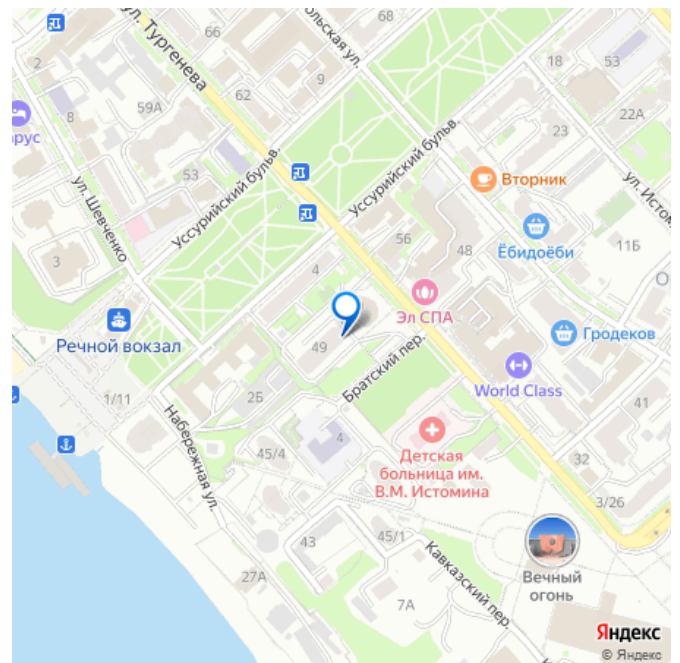 66
68
ул. Тургенева
ольская ул.
2
18
53
9
62
59А
8
22А
арус
Уссурийский бульв.
23
Вторник
53
ул. Истом
ул. Шевченко
Уссурийский бульв.
56
48
Ёбидоёби
11Б
3
4
О
Эл СПА
Речной вокзал
49
Гродеков
Братский пер.
World Class
1/11
2Б
41
Набережная ул.
4
45/4
Детская
больница им.
В.М. Истомина
32
3/26
43
45/1
Вечный
огонь
27А
Кавказский пер.
7А
Яндекс
© Яндекс